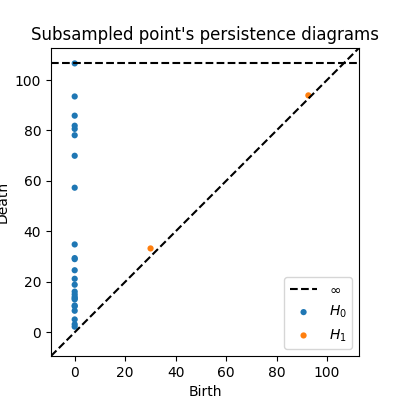 Subsampled point's persistence diagrams
Death
100
80
60
40
20
0
0 20 40 60 80 100
Birth
∞
H₀
H₁